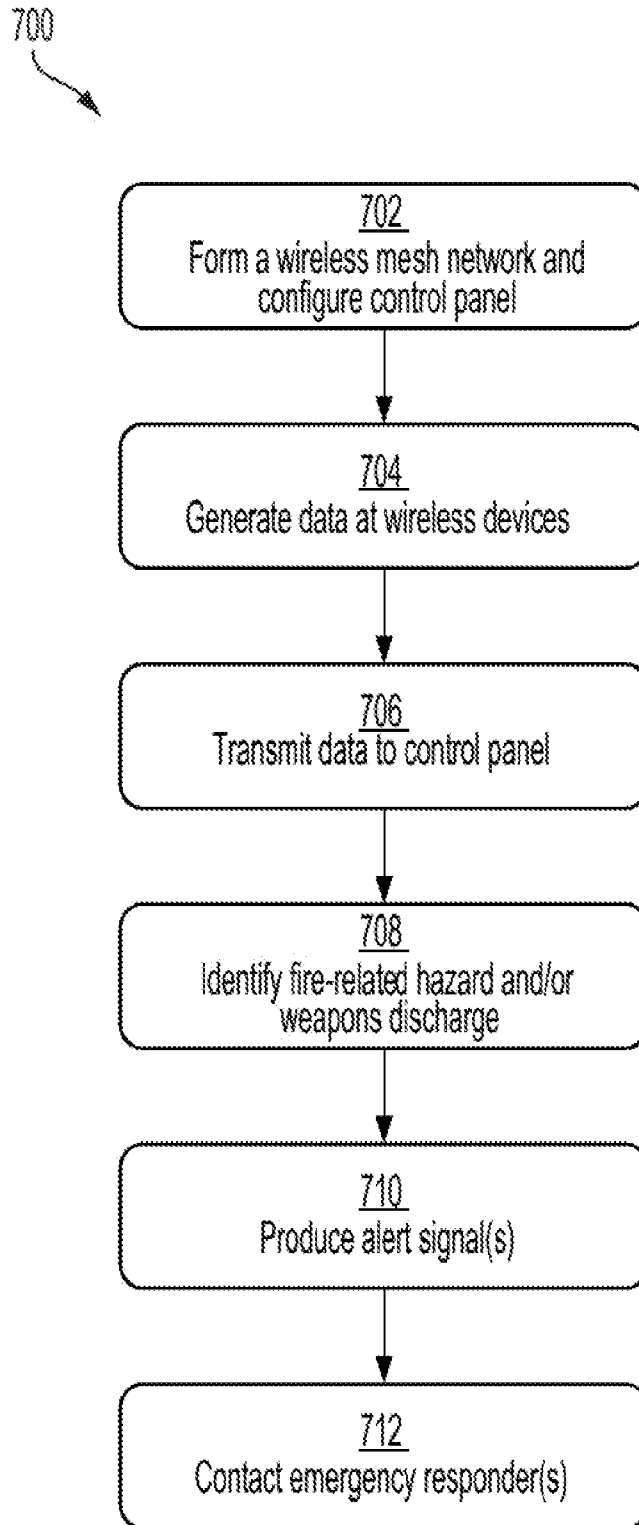 700
702
Form a wireless mesh network and
configure control panel
704
Generate data at wireless devices
706
Transmit data to control panel
708
Identify fire-related hazard and/or
weapons discharge
710
Produce alert signal(s)
712
Contact emergency responder(s)